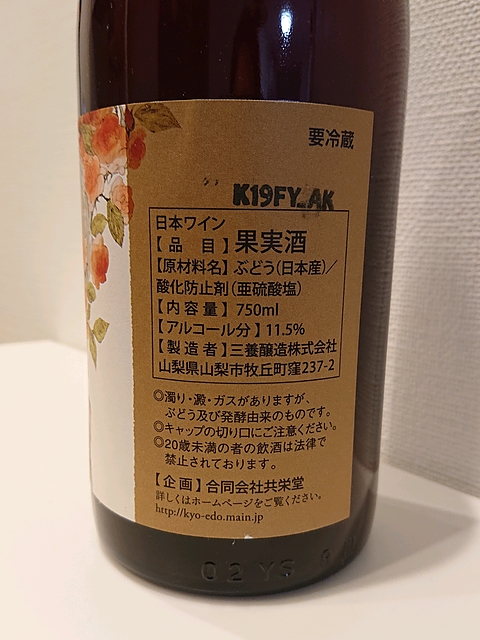 要冷蔵
K19FY_AK
日本ワイン
【品　目】果実酒
【原材料名】ぶどう(日本産)／
酸化防止剤(亜硫酸塩)
【内容量】750ml
【アルコール分】11.5%
【製造者】三養醸造株式会社
山梨県山梨市牧丘町窪237-2
◎濁り・澱・ガスがありますが、
ぶどう及び発酵由来のものです。
◎キャップの切り口にご注意ください。
◎20歳未満の者の飲酒は法律で
禁止されております。
【企画】合同会社共栄堂
詳しくはホームページをご覧ください。
http://kyo-edo.main.jp
02 YS